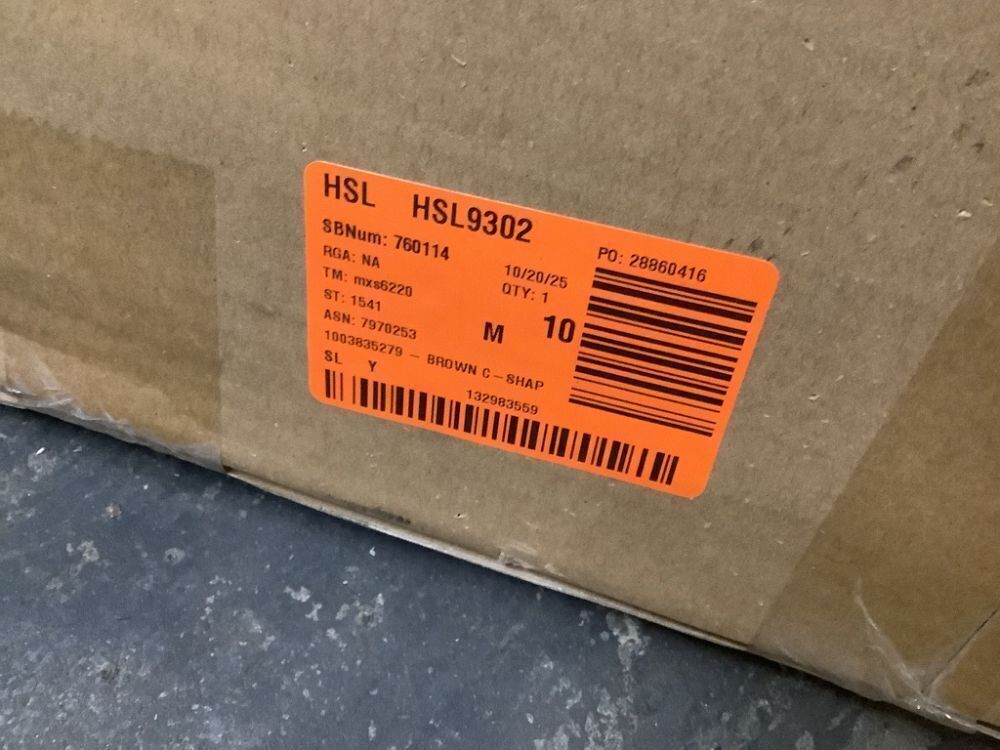 HSL HSL9302
SBNum: 760114
PO: 28860416
RGA: NA
10/20/25
TM: mxs6220
QTY: 1
ST: 1541
ASN: 7970253
M 10
1003835279 - BROWN C-SHAP
SL Y
132983559